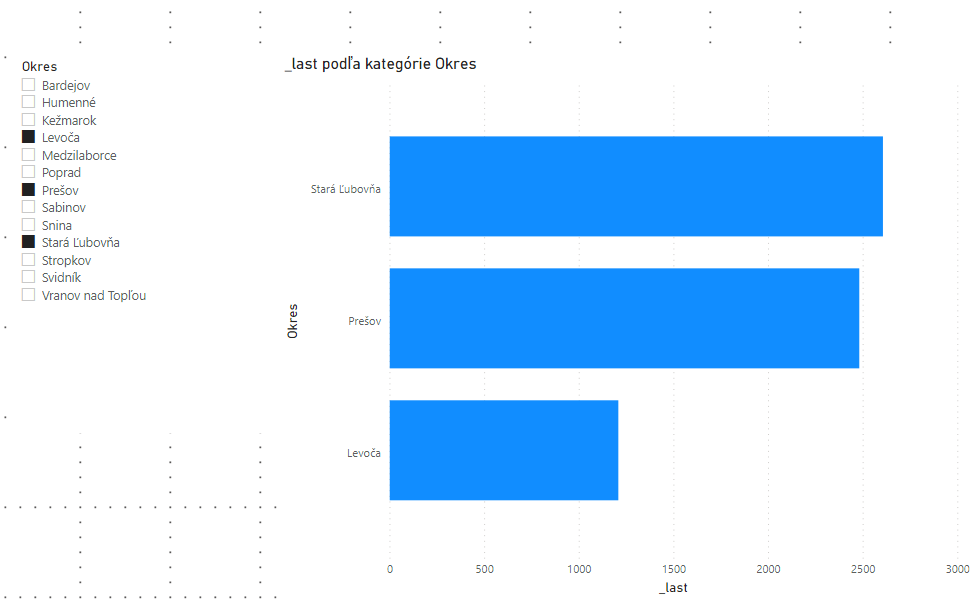 Okres
Bardejov
Humenné
Kežmarok
Levoča
Medzilaborce
Poprad
Prešov
Sabinov
Snina
Stará Ľubovňa
Stropkov
Svidník
Vranov nad Topľou
_last podľa kategórie Okres
Okres
Stará Ľubovňa
Prešov
Levoča
0 500 1000 1500 2000 2500 3000
_last